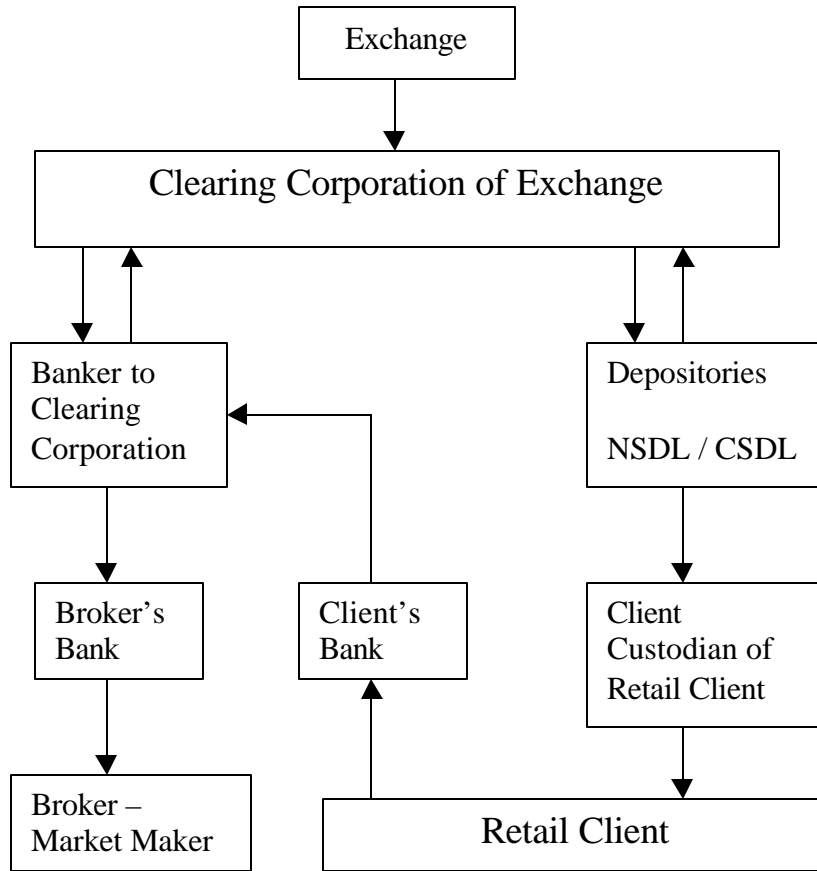 Exchange
Clearing Corporation of Exchange
Banker to
Clearing
Corporation
Depositories
NSDL / CSDL
Broker’s
Bank
Client’s
Bank
Client
Custodian of
Retail Client
Broker –
Market Maker
Retail Client